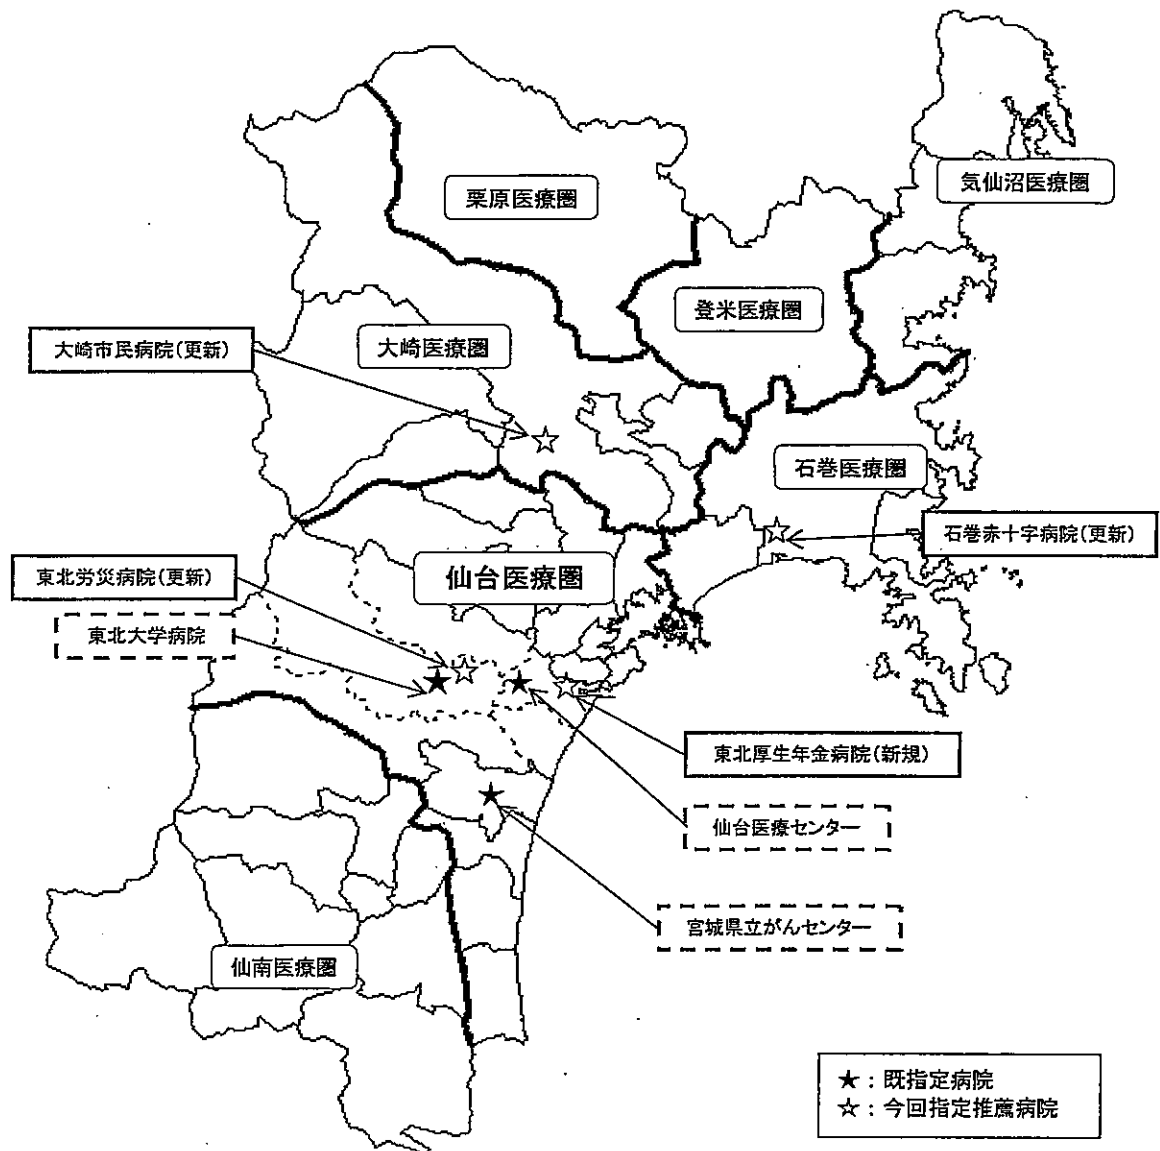 栗原医療圏
気仙沼医療圏
登米医療圏
大崎市民病院(更新)
大崎医療圏
石巻医療圏
石巻赤十字病院(更新)
東北労災病院(更新)
仙台医療圏
東北大学病院
東北厚生年金病院(新規)
仙台医療センター
宮城県立がんセンター
仙南医療圏
★：既指定病院
☆：今回指定推薦病院